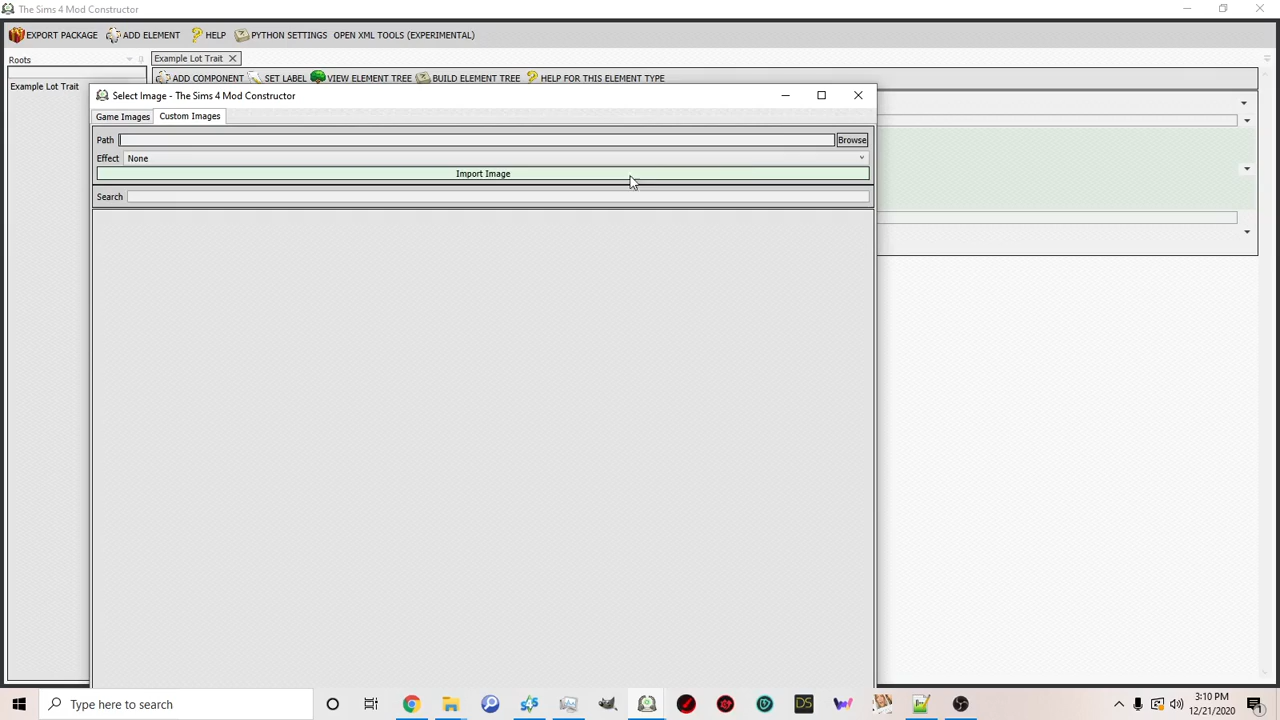 The Sims 4 Mod Constructor
EXPORT PACKAGE ADD ELEMENT HELP PYTHON SETTINGS OPEN XML TOOLS (EXPERIMENTAL)
Roots
Example Lot Trait
Example Lot Trait
ADD COMPONENT SET LABEL VIEW ELEMENT TREE BUILD ELEMENT TREE HELP FOR THIS ELEMENT TYPE
Select Image - The Sims 4 Mod Constructor
Game Images Custom Images
Path Browse
Effect None
Import Image
Search
Type here to search
DS
3:10 PM
12/21/2020
1